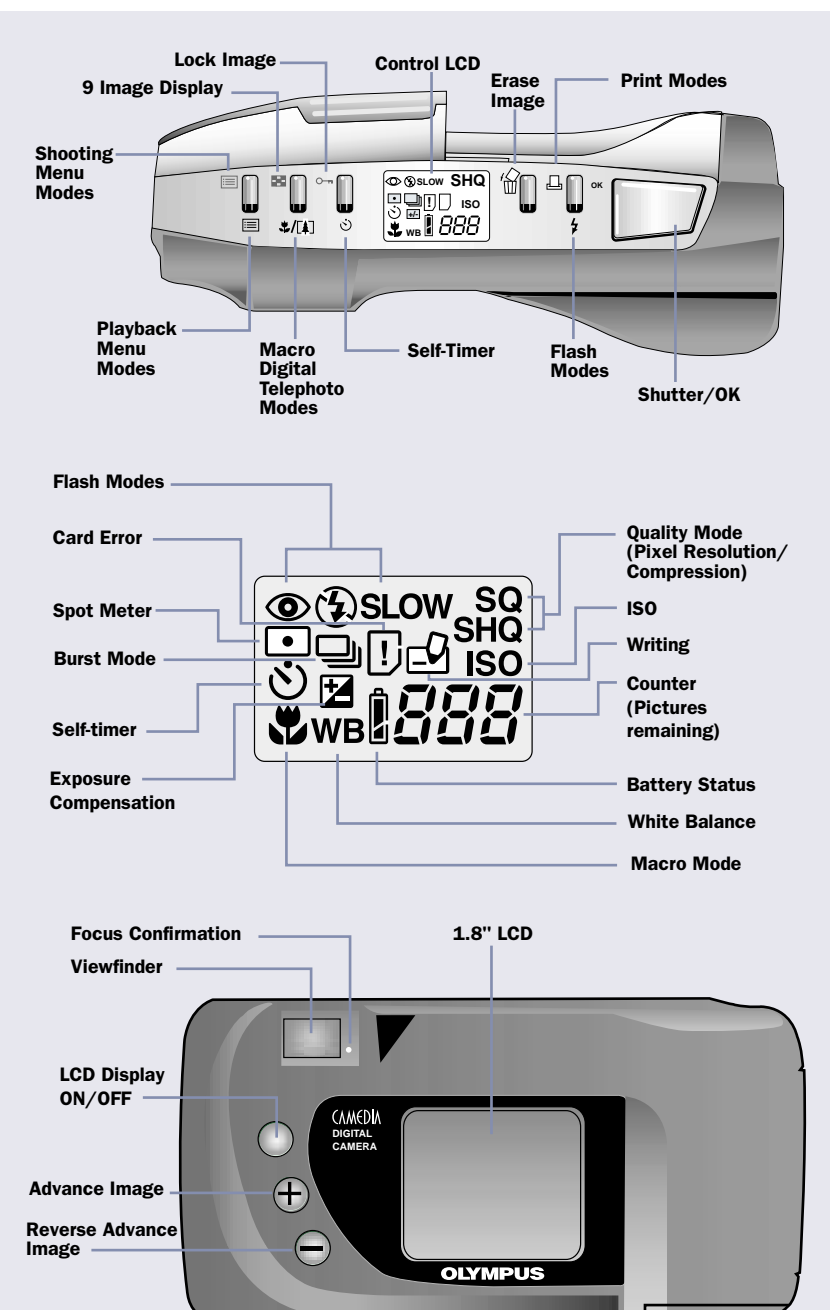 Lock Image
Control LCD
9 Image Display
Erase
Image
Print Modes
Shooting
Menu
Modes
SLOW SHQ
OK
ISO
WB 888
Playback
Menu
Modes
Macro
Digital
Telephoto
Modes
Self-Timer
Flash
Modes
Shutter/OK
Flash Modes
Card Error
Quality Mode
(Pixel Resolution/
Compression)
Spot Meter
ISO
Burst Mode
Writing
Self-timer
Counter
(Pictures
remaining)
SLOW SQ
SHQ
ISO
WB 888
Exposure
Compensation
Battery Status
White Balance
Macro Mode
Focus Confirmation
1.8" LCD
Viewfinder
LCD Display
ON/OFF
CAMEDIA
DIGITAL
CAMERA
Advance Image
Reverse Advance
Image
OLYMPUS